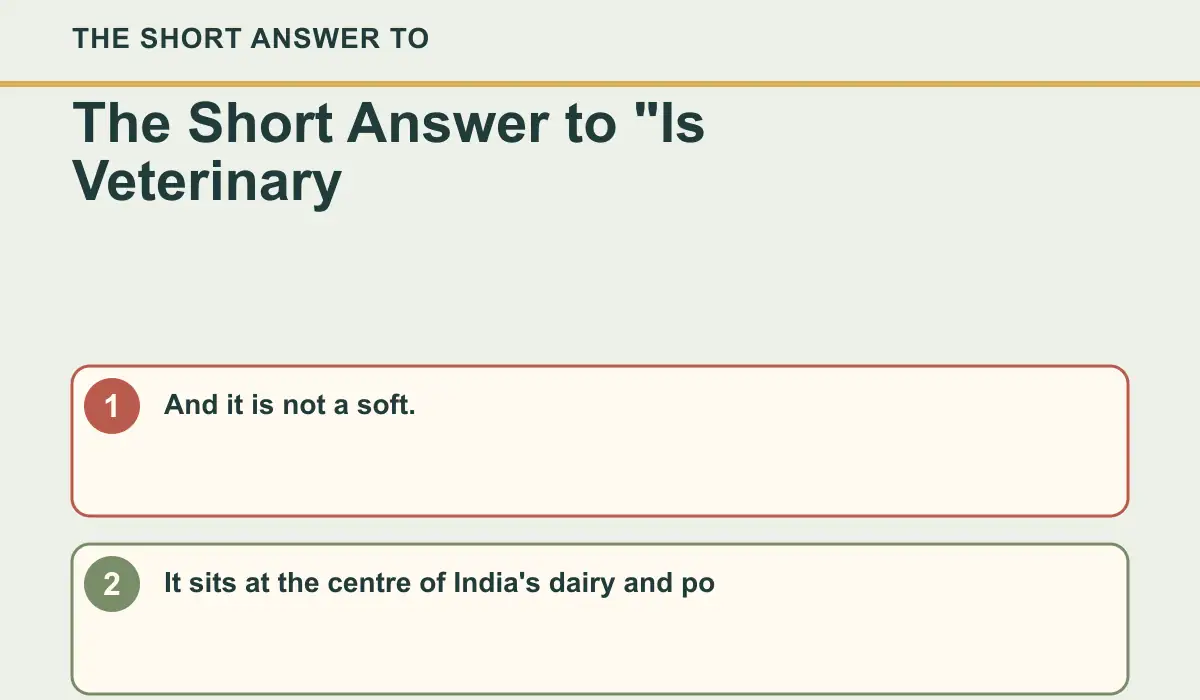 THE SHORT ANSWER TO
The Short Answer to "Is
Veterinary
1
And it is not a soft.
2
It sits at the centre of India's dairy and po